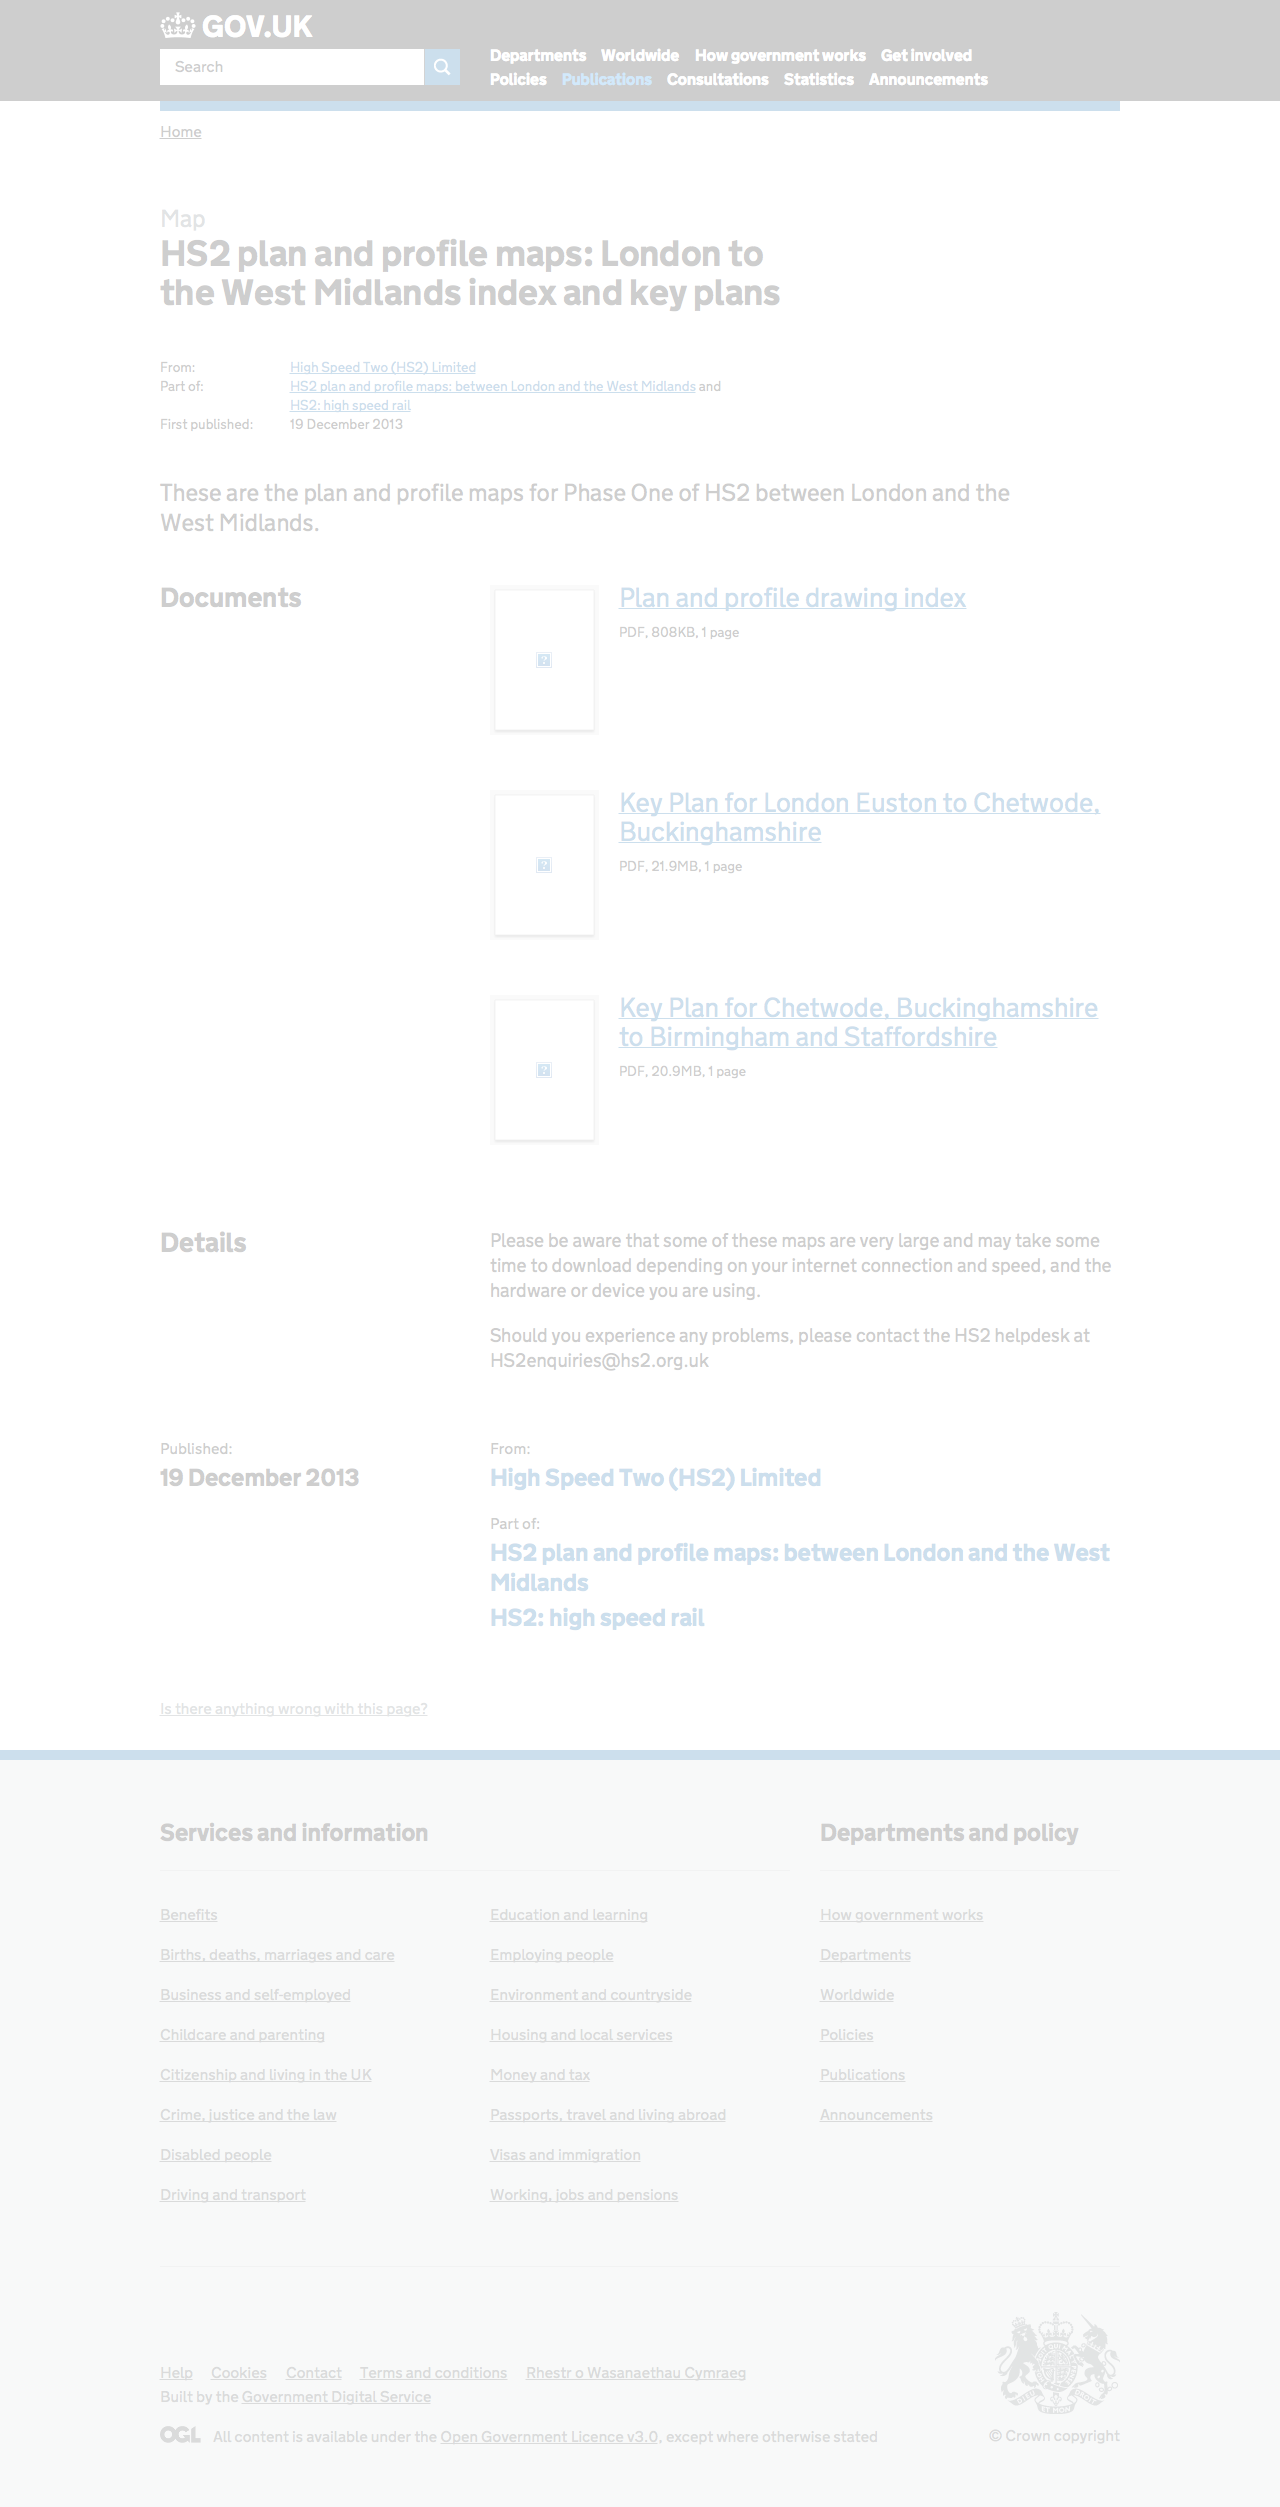 GOV.UK
Search
Departments Worldwide How government works Get involved
Policies Publications Consultations Statistics Announcements
Home
Map
HS2 plan and profile maps: London to
the West Midlands index and key plans
From: High Speed Two (HS2) Limited
Part of: HS2 plan and profile maps: between London and the West Midlands and
HS2: high speed rail
First published: 19 December 2013
These are the plan and profile maps for Phase One of HS2 between London and the
West Midlands.
Documents
Plan and profile drawing index
PDF, 808KB, 1 page
Key Plan for London Euston to Chetwode,
Buckinghamshire
PDF, 21.9MB, 1 page
Key Plan for Chetwode, Buckinghamshire
to Birmingham and Staffordshire
PDF, 20.9MB, 1 page
Details
Please be aware that some of these maps are very large and may take some
time to download depending on your internet connection and speed, and the
hardware or device you are using.
Should you experience any problems, please contact the HS2 helpdesk at
HS2enquiries@hs2.org.uk
Published:
19 December 2013
From:
High Speed Two (HS2) Limited
Part of:
HS2 plan and profile maps: between London and the West
Midlands
HS2: high speed rail
Is there anything wrong with this page?
Services and information
Benefits
Births, deaths, marriages and care
Business and self-employed
Childcare and parenting
Citizenship and living in the UK
Crime, justice and the law
Disabled people
Driving and transport
Education and learning
Employing people
Environment and countryside
Housing and local services
Money and tax
Passports, travel and living abroad
Visas and immigration
Working, jobs and pensions
Departments and policy
How government works
Departments
Worldwide
Policies
Publications
Announcements
Help Cookies Contact Terms and conditions Rhestr o Wasanaethau Cymraeg
Built by the Government Digital Service
OGL All content is available under the Open Government Licence v3.0, except where otherwise stated
© Crown copyright